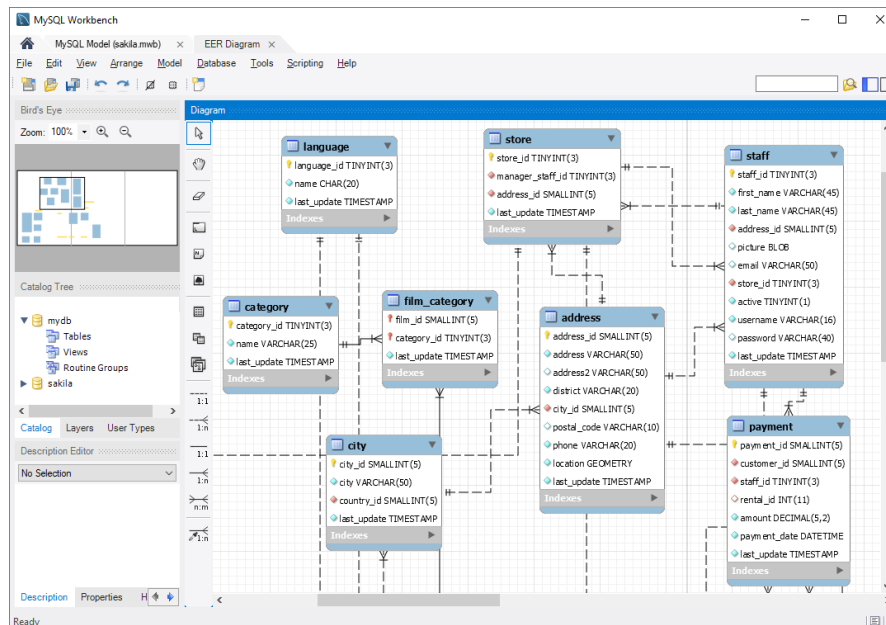 MySQL Workbench
MySQL Model (sakila.mwb) ×
EER Diagram ×
File Edit View Arrange Model Database Tools Scripting Help
Bird's Eye
Zoom: 100%
Catalog Tree
mydb
Tables
Views
Routine Groups
sakila
Catalog Layers User Types
Description Editor
No Selection
Description Properties H
Ready
1:1
1:n
1:1
1:n
n:m
1:n
Diagram
language
language_id TINYINT(3)
name CHAR(20)
last_update TIMESTAMP
Indexes
store
store_id TINYINT(3)
manager_staff_id TINYINT(3)
address_id SMALLINT(5)
last_update TIMESTAMP
Indexes
staff
staff_id TINYINT(3)
first_name VARCHAR(45)
last_name VARCHAR(45)
address_id SMALLINT(5)
picture BLOB
email VARCHAR(50)
store_id TINYINT(3)
active TINYINT(1)
username VARCHAR(16)
password VARCHAR(40)
last_update TIMESTAMP
Indexes
category
category_id TINYINT(3)
name VARCHAR(25)
last_update TIMESTAMP
Indexes
film_category
film_id SMALLINT(5)
category_id TINYINT(3)
last_update TIMESTAMP
Indexes
address
address_id SMALLINT(5)
address VARCHAR(50)
address2 VARCHAR(50)
district VARCHAR(20)
city_id SMALLINT(5)
postal_code VARCHAR(10)
phone VARCHAR(20)
location GEOMETRY
last_update TIMESTAMP
Indexes
city
city_id SMALLINT(5)
city VARCHAR(50)
country_id SMALLINT(5)
last_update TIMESTAMP
Indexes
payment
payment_id SMALLINT(5)
customer_id SMALLINT(5)
staff_id TINYINT(3)
rental_id INT(11)
amount DECIMAL(5,2)
payment_date DATETIME
last_update TIMESTAMP
Indexes